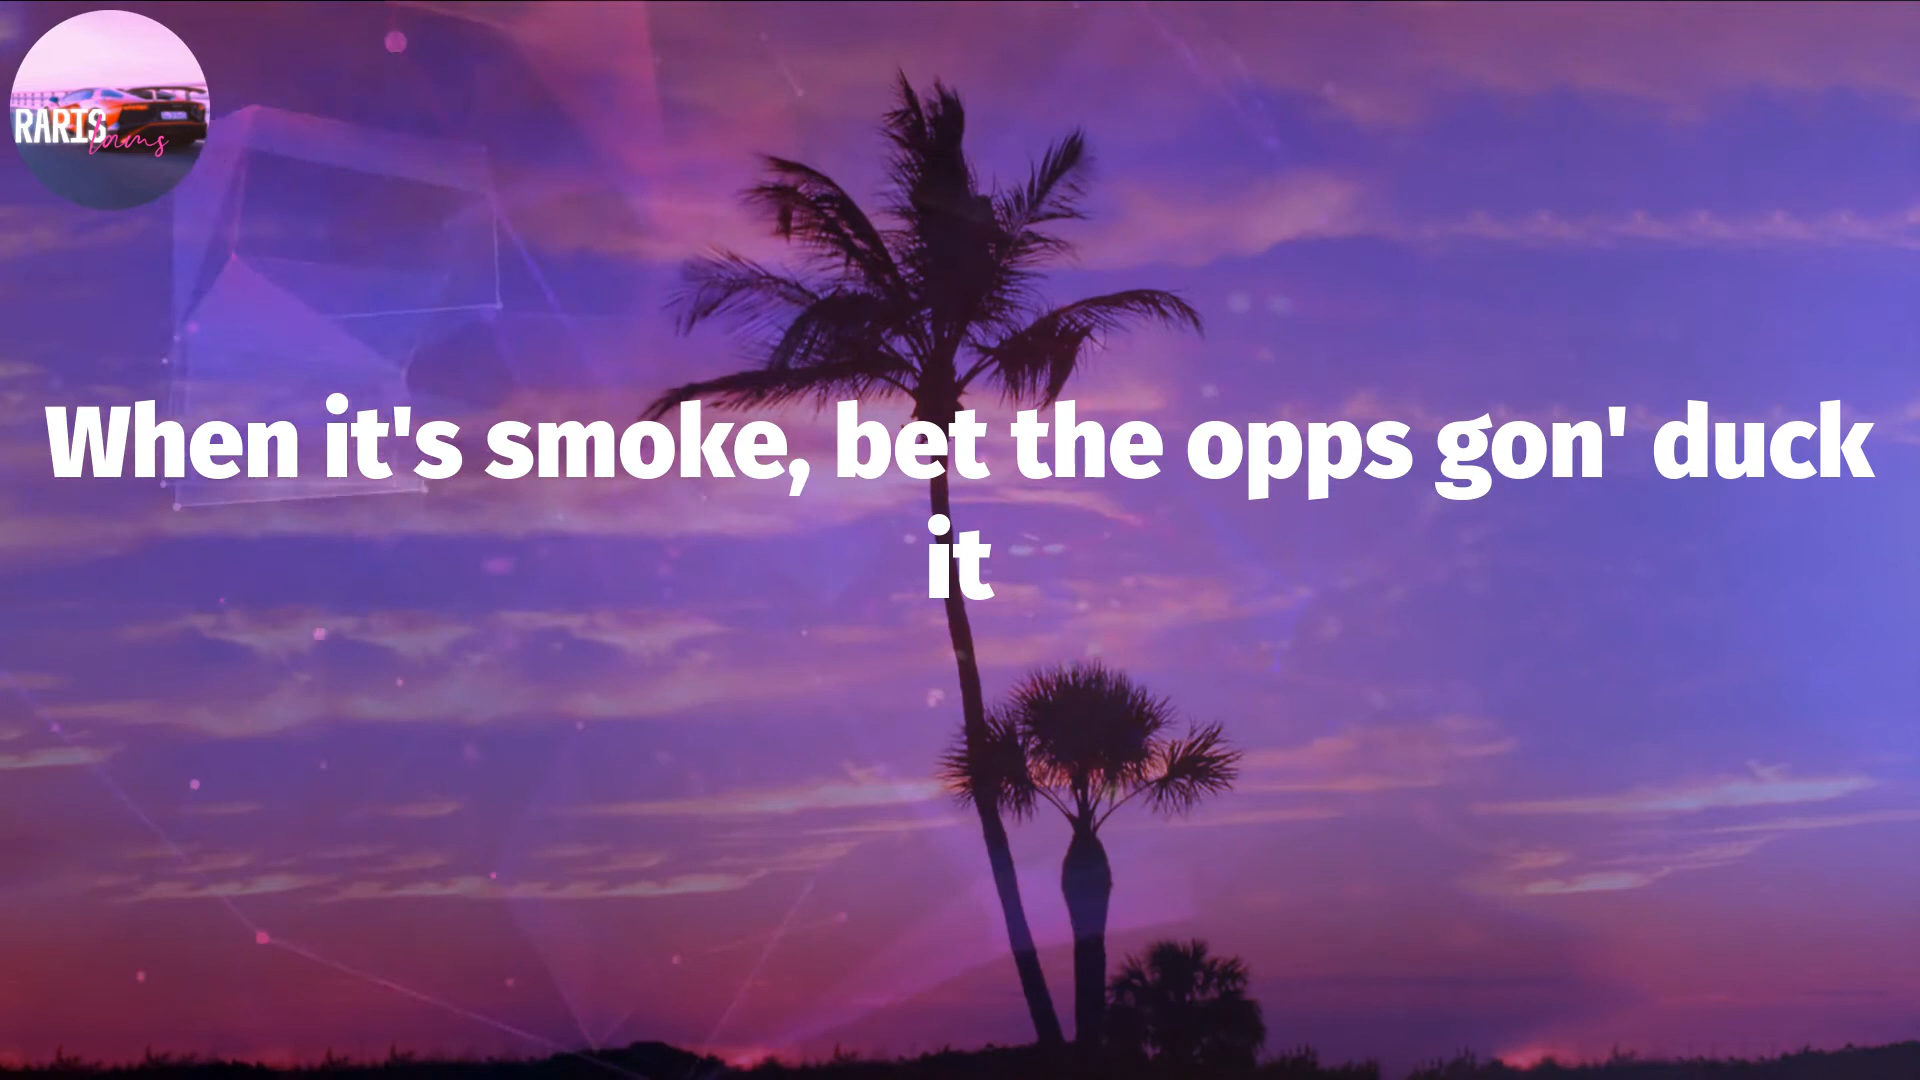 RARIS
When it's smoke, bet the opps gon' duck
it